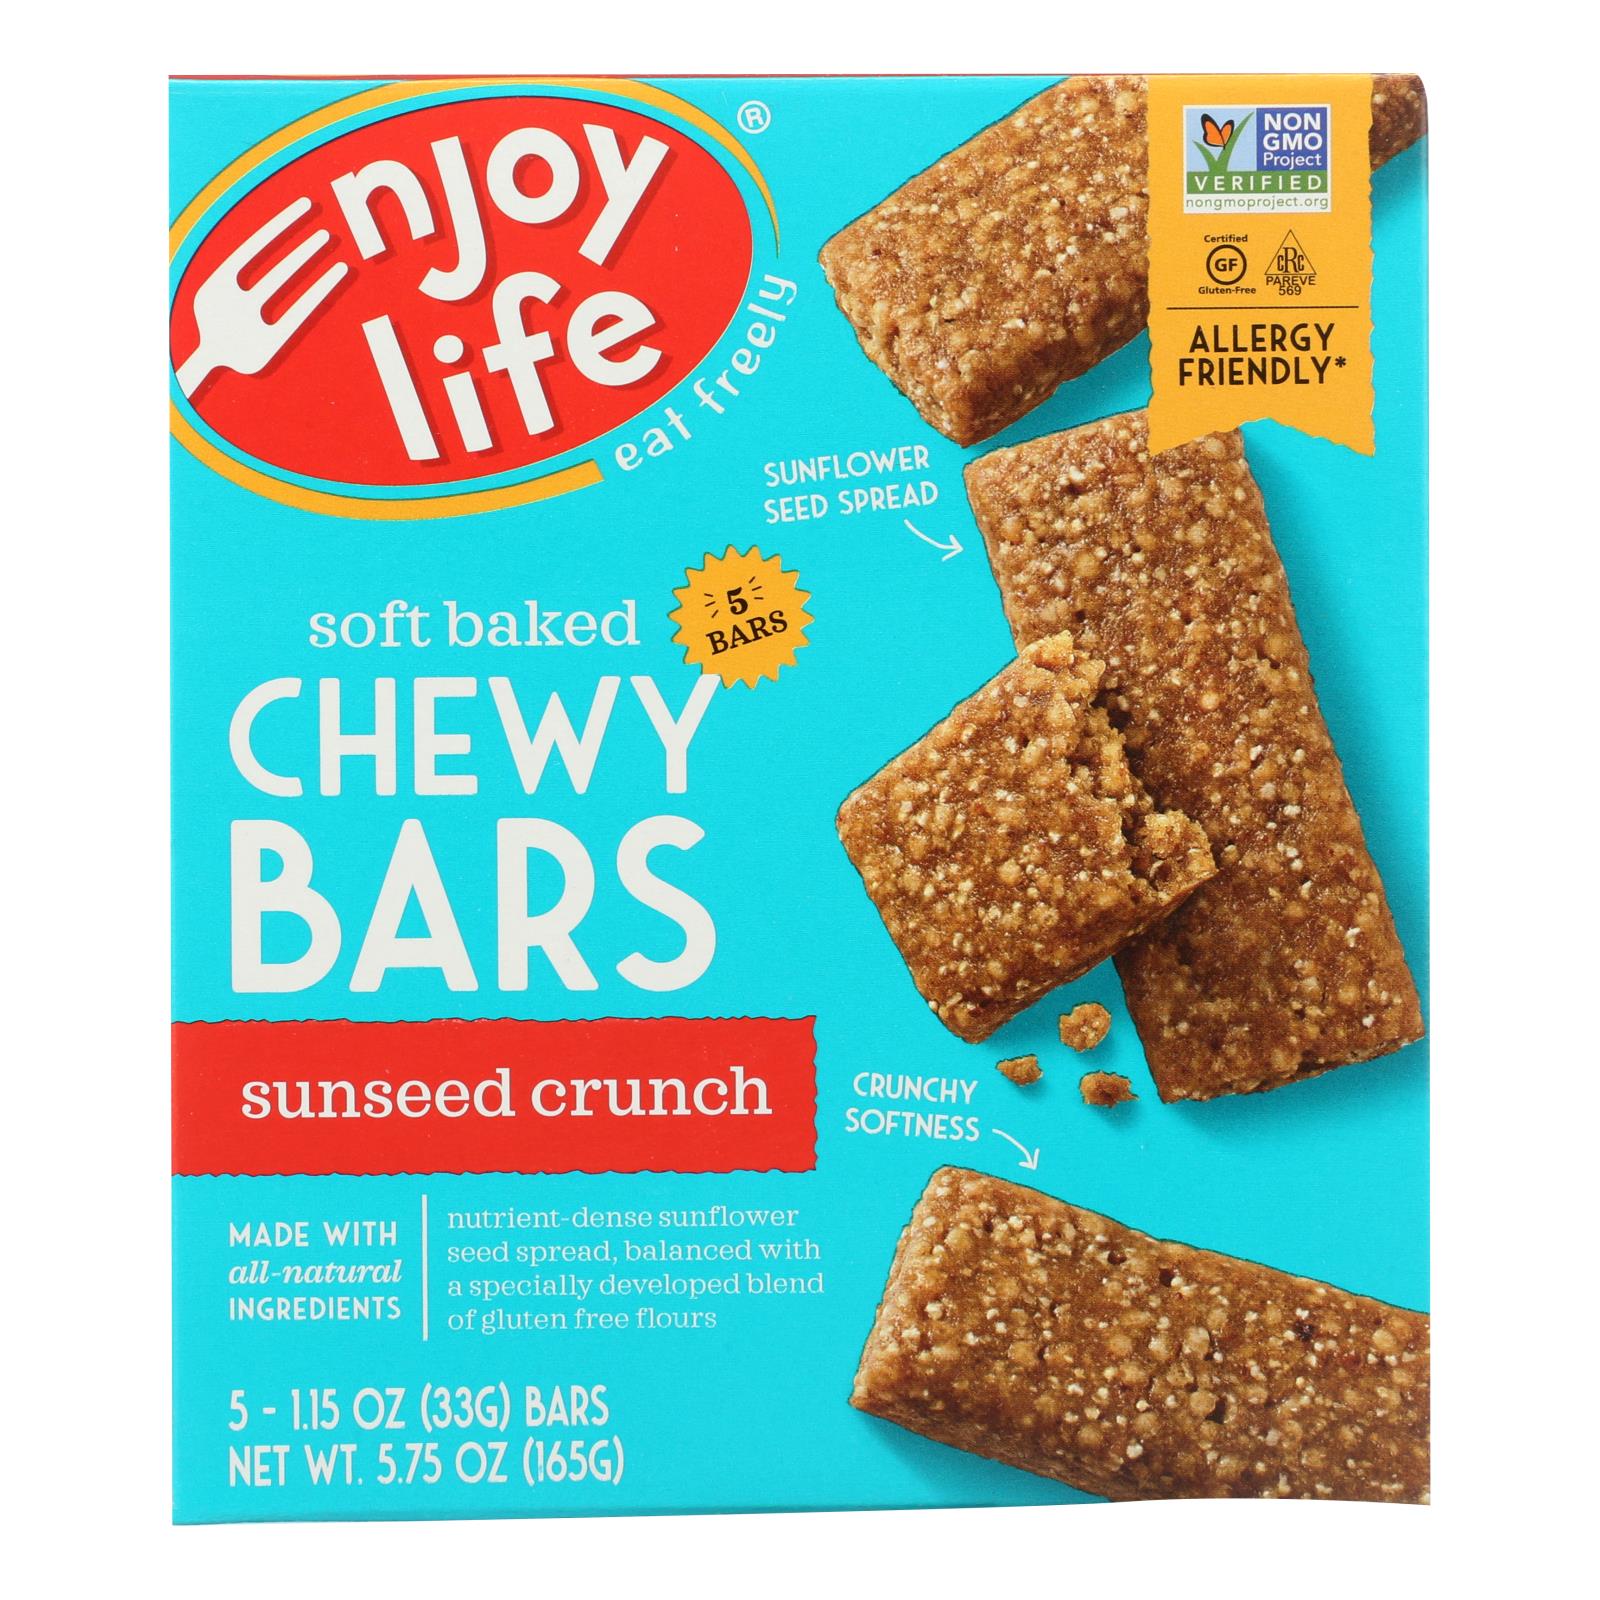 Enjoy
life
®
eat freely
NON
GMO
Project
VERIFIED
nongmoproject.org
Certified
GF
Gluten-Free
CRC
PAREVE
569
ALLERGY
FRIENDLY*
SUNFLOWER
SEED SPREAD
5
BARS
soft baked
CHEWY
BARS
sunseed crunch
CRUNCHY
SOFTNESS
MADE WITH
all-natural
INGREDIENTS
nutrient-dense sunflower
seed spread, balanced with
a specially developed blend
of gluten free flours
5 - 1.15 OZ (33G) BARS
NET WT. 5.75 OZ (165G)